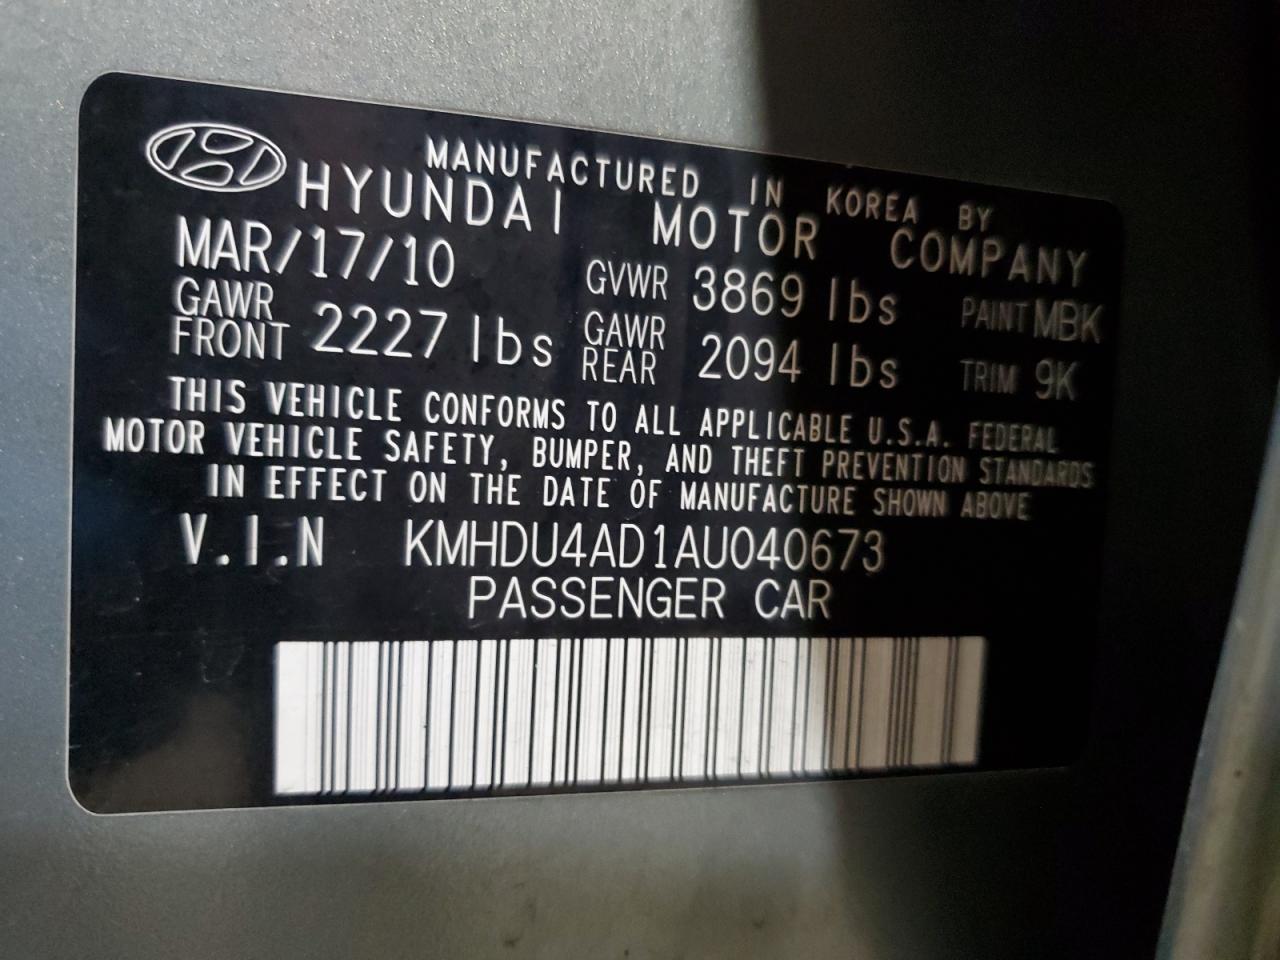 MANUFACTURED IN KOREA BY
HYUNDAI MOTOR COMPANY
MAR/17/10 GVWR 3869 lbs PAINT MBK
GAWR FRONT 2227 lbs GAWR REAR 2094 lbs TRIM 9K
THIS VEHICLE CONFORMS TO ALL APPLICABLE U.S.A. FEDERAL
MOTOR VEHICLE SAFETY, BUMPER, AND THEFT PREVENTION STANDARDS
IN EFFECT ON THE DATE OF MANUFACTURE SHOWN ABOVE
V.I.N KMHDU4AD1AU040673
PASSENGER CAR